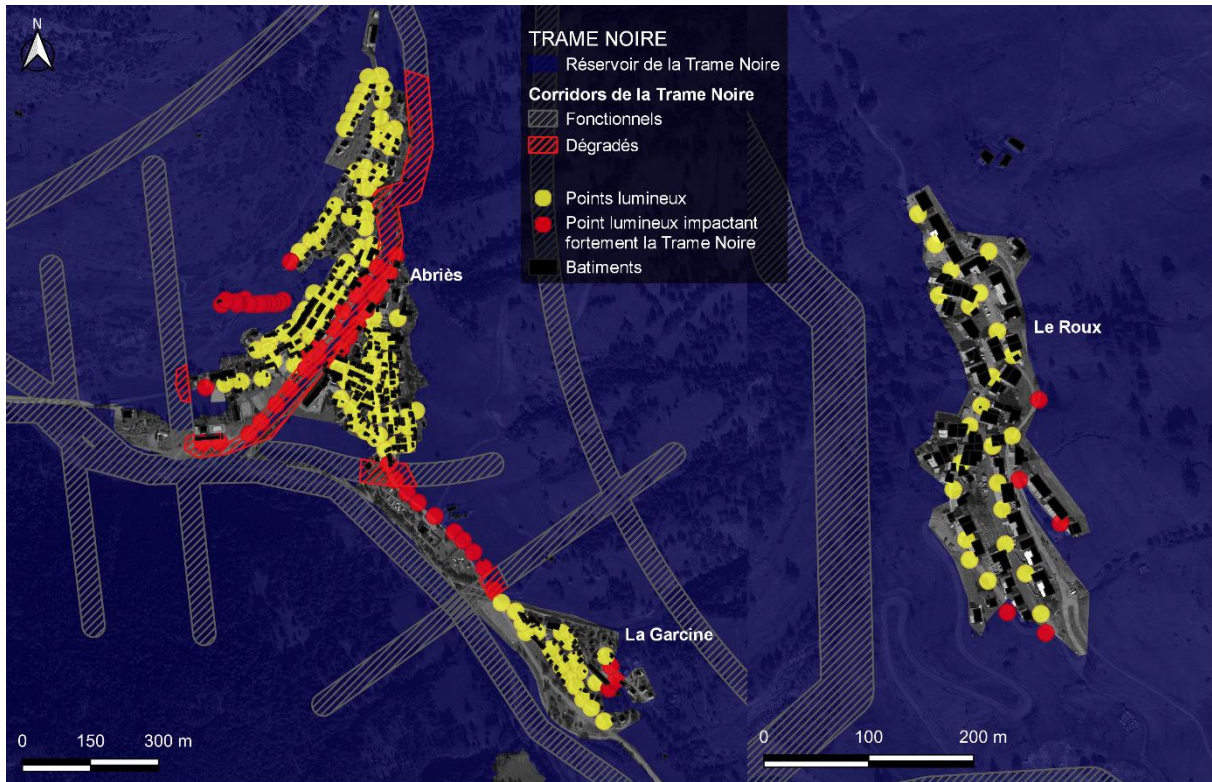 N
TRAME NOIRE
Réservoir de la Trame Noire
Corridors de la Trame Noire
Fonctionnels
Dégradés
Points lumineux
Point lumineux impactant
fortement la Trame Noire
Batiments
Abriès
Le Roux
La Garcine
0 150 300 m
0 100 200 m